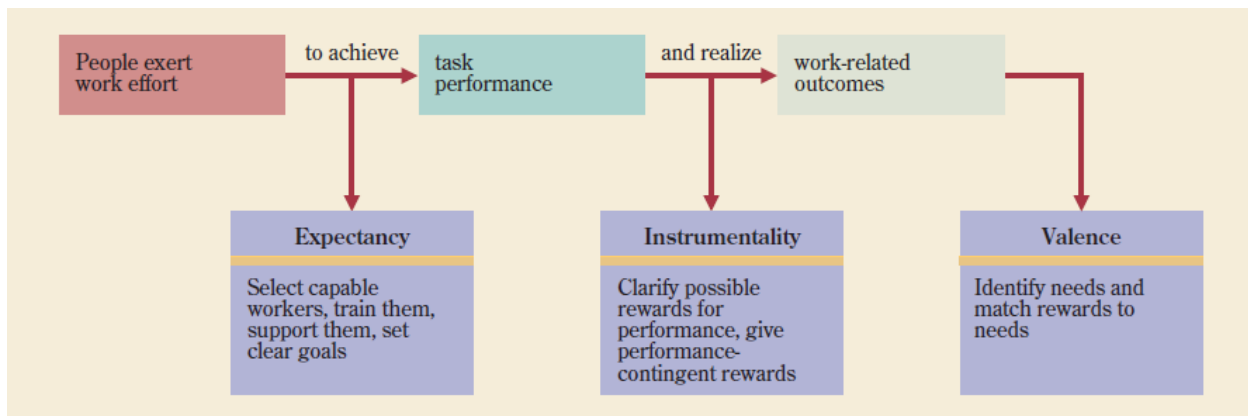 People exert
work effort
to achieve
task
performance
and realize
work-related
outcomes
Expectancy
Select capable
workers, train them,
support them, set
clear goals
Instrumentality
Clarify possible
rewards for
performance, give
performance-
contingent rewards
Valence
Identify needs and
match rewards to
needs